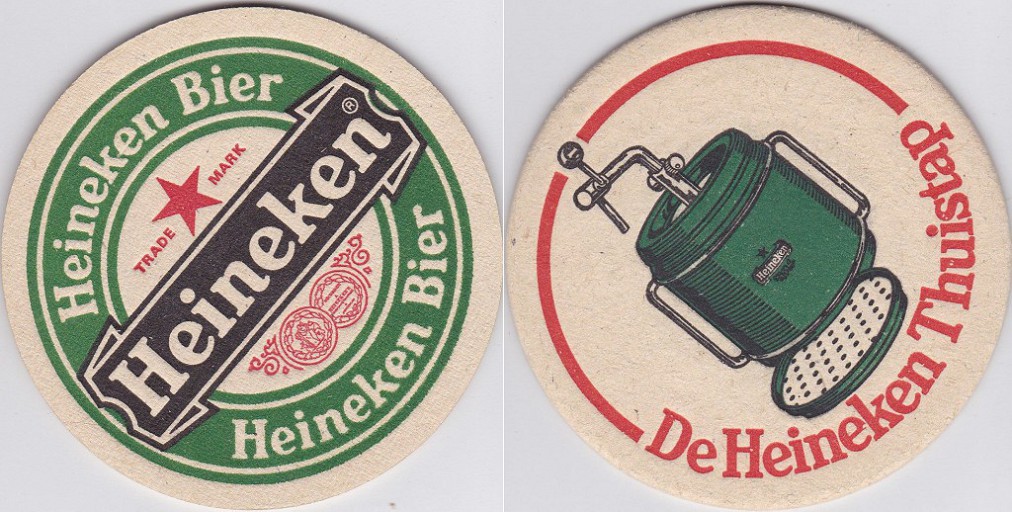 Heineken Bier
TRADE MARK
Heineken®
Heineken Bier
Heineken
De Heineken Thuistap